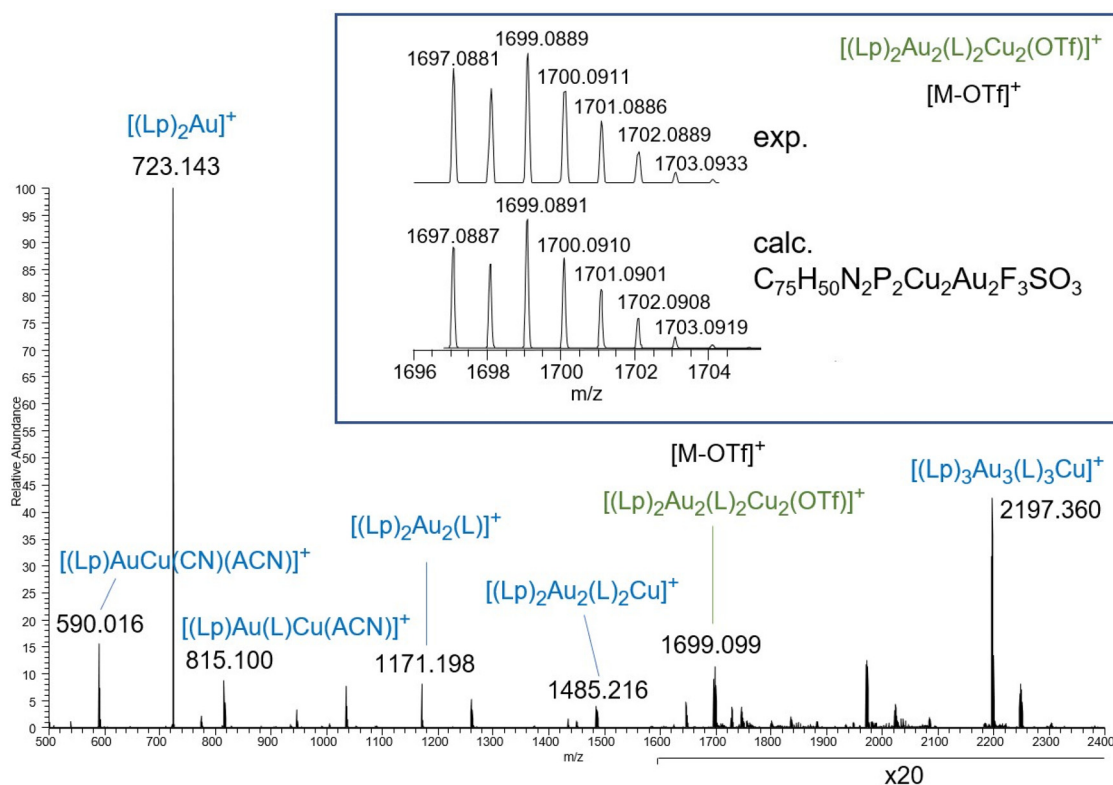 [(Lp)₂Au₂(L)₂Cu₂(OTf)]⁺
[M-OTf]⁺
1699.0889
1697.0881
1700.0911
1701.0886
1702.0889
1703.0933
exp.
1699.0891
1697.0887
1700.0910
1701.0901
1702.0908
1703.0919
calc.
C₇₅H₅₀N₂P₂Cu₂Au₂F₃SO₃
1696 1698 1700 1702 1704
m/z
[(Lp)₂Au]⁺
723.143
[M-OTf]⁺
[(Lp)₂Au₂(L)₂Cu₂(OTf)]⁺
[(Lp)₃Au₃(L)₃Cu]⁺
2197.360
[(Lp)₂Au₂(L)]⁺
[(Lp)AuCu(CN)(ACN)]⁺
[(Lp)₂Au₂(L)₂Cu]⁺
590.016
[(Lp)Au(L)Cu(ACN)]⁺
815.100
1171.198
1485.216
1699.099
Relative Abundance
100
95
90
85
80
75
70
65
60
55
50
45
40
35
30
25
20
15
10
5
0
500 600 700 800 900 1000 1100 1200 1300 1400 1500 1600 1700 1800 1900 2000 2100 2200 2300 2400
m/z
x20